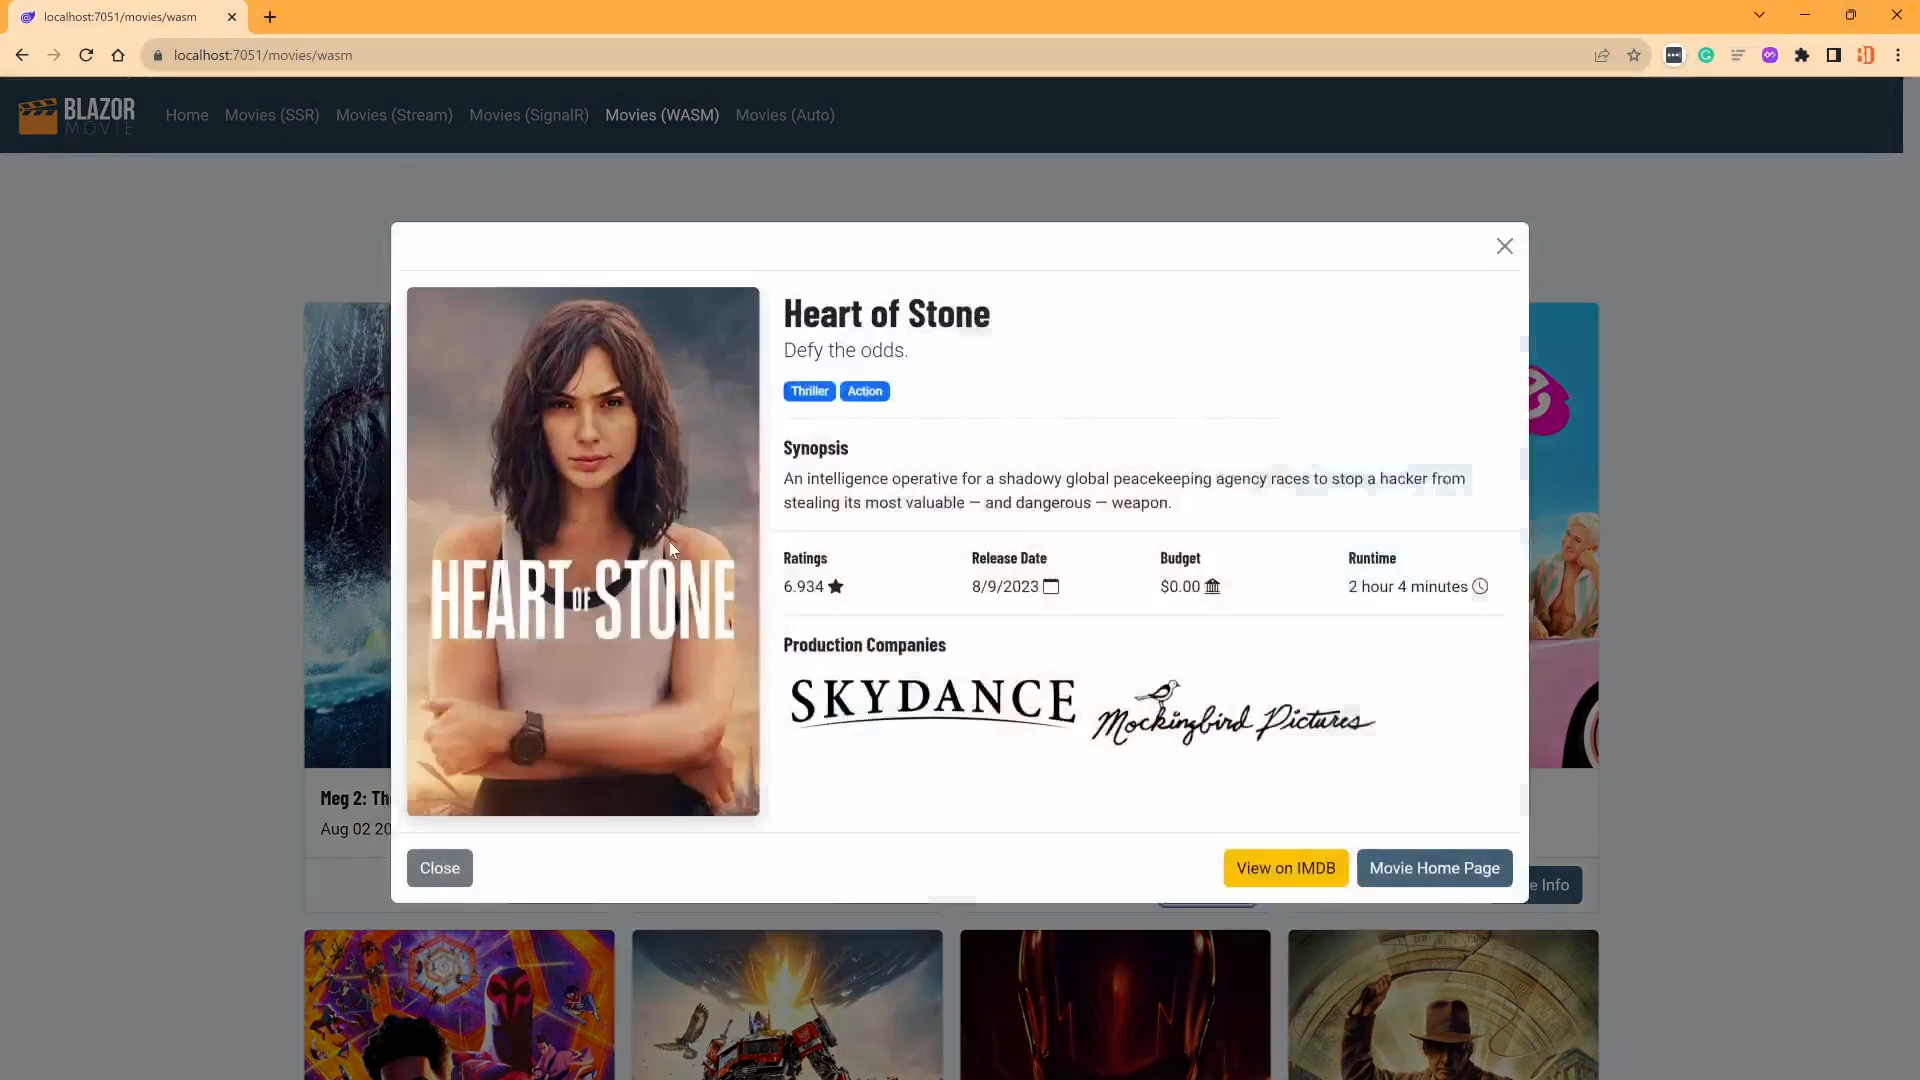 localhost:7051/movies/wasm
localhost:7051/movies/wasm
BLAZOR
MOVIE
Home Movies (SSR) Movies (Stream) Movies (SignalR) Movies (WASM) Movies (Auto)
Heart of Stone
Defy the odds.
Thriller Action
Synopsis
An intelligence operative for a shadowy global peacekeeping agency races to stop a hacker from
stealing its most valuable — and dangerous — weapon.
Ratings Release Date Budget Runtime
6.934 8/9/2023 $0.00 2 hour 4 minutes
Production Companies
SKYDANCE Mockingbird Pictures
HEART OF STONE
Meg 2: Th
Aug 02 20
Close View on IMDB Movie Home Page
e Info